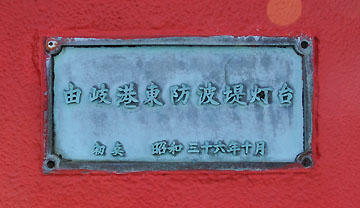 由岐港東防波堤灯台
初点 昭和三十六年十月